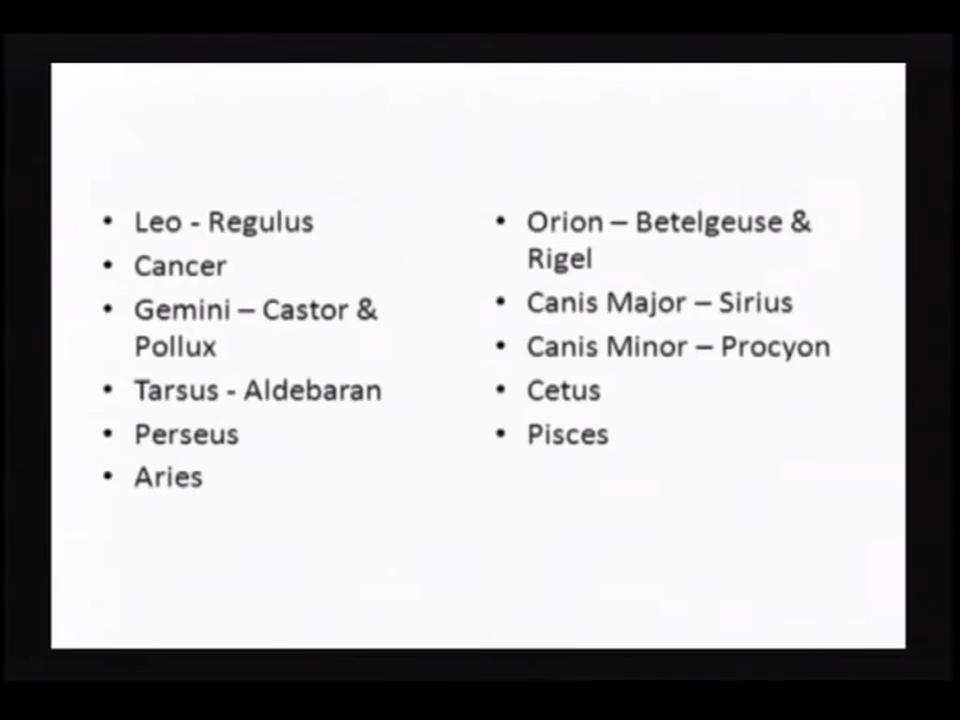 • Leo - Regulus
• Cancer
• Gemini – Castor &
Pollux
• Tarsus - Aldebaran
• Perseus
• Aries
• Orion – Betelgeuse &
Rigel
• Canis Major – Sirius
• Canis Minor – Procyon
• Cetus
• Pisces